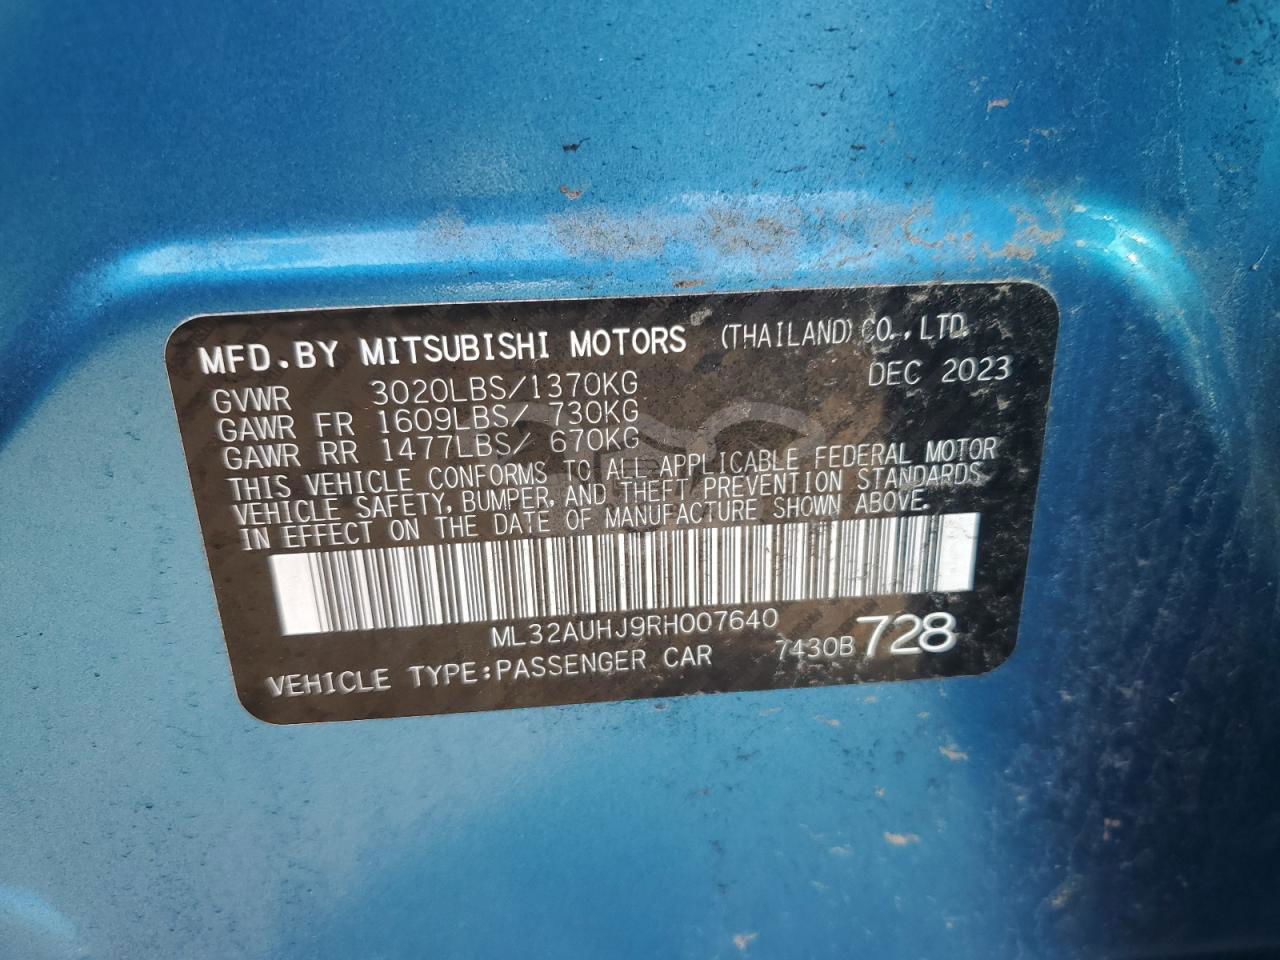 MFD.BY MITSUBISHI MOTORS (THAILAND) CO.,LTD.
GVWR 3020LBS/1370KG DEC 2023
GAWR FR 1609LBS/ 730KG
GAWR RR 1477LBS/ 670KG
THIS VEHICLE CONFORMS TO ALL APPLICABLE FEDERAL MOTOR
VEHICLE SAFETY, BUMPER, AND THEFT PREVENTION STANDARDS
IN EFFECT ON THE DATE OF MANUFACTURE SHOWN ABOVE.
ML32AUHJ9RH007640
VEHICLE TYPE:PASSENGER CAR 7430B 728